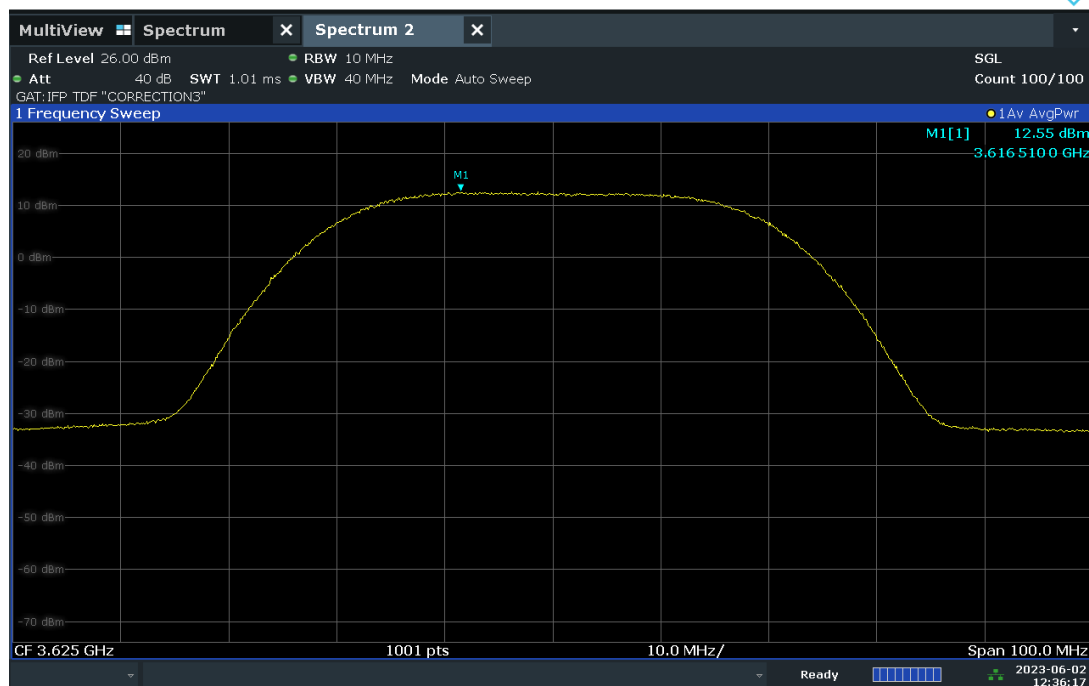 MultiView Spectrum X Spectrum 2 X
Ref Level 26.00 dBm RBW 10 MHz SGL
Att 40 dB SWT 1.01 ms VBW 40 MHz Mode Auto Sweep Count 100/100
GAT:IFP TDF "CORRECTION3"
1 Frequency Sweep 1Av AvgPwr
M1[1] 12.55 dBm
3.616 510 0 GHz
20 dBm
M1
10 dBm
0 dBm
-10 dBm
-20 dBm
-30 dBm
-40 dBm
-50 dBm
-60 dBm
-70 dBm
CF 3.625 GHz 1001 pts 10.0 MHz/ Span 100.0 MHz
Ready 2023-06-02
12:36:17